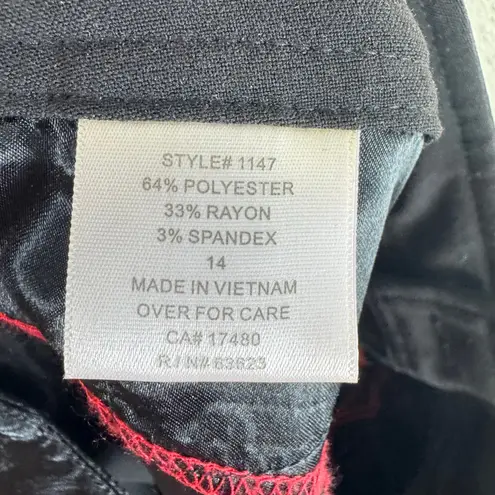 STYLE# 1147
64% POLYESTER
33% RAYON
3% SPANDEX
14
MADE IN VIETNAM
OVER FOR CARE
CA# 17480
R/N# 63623